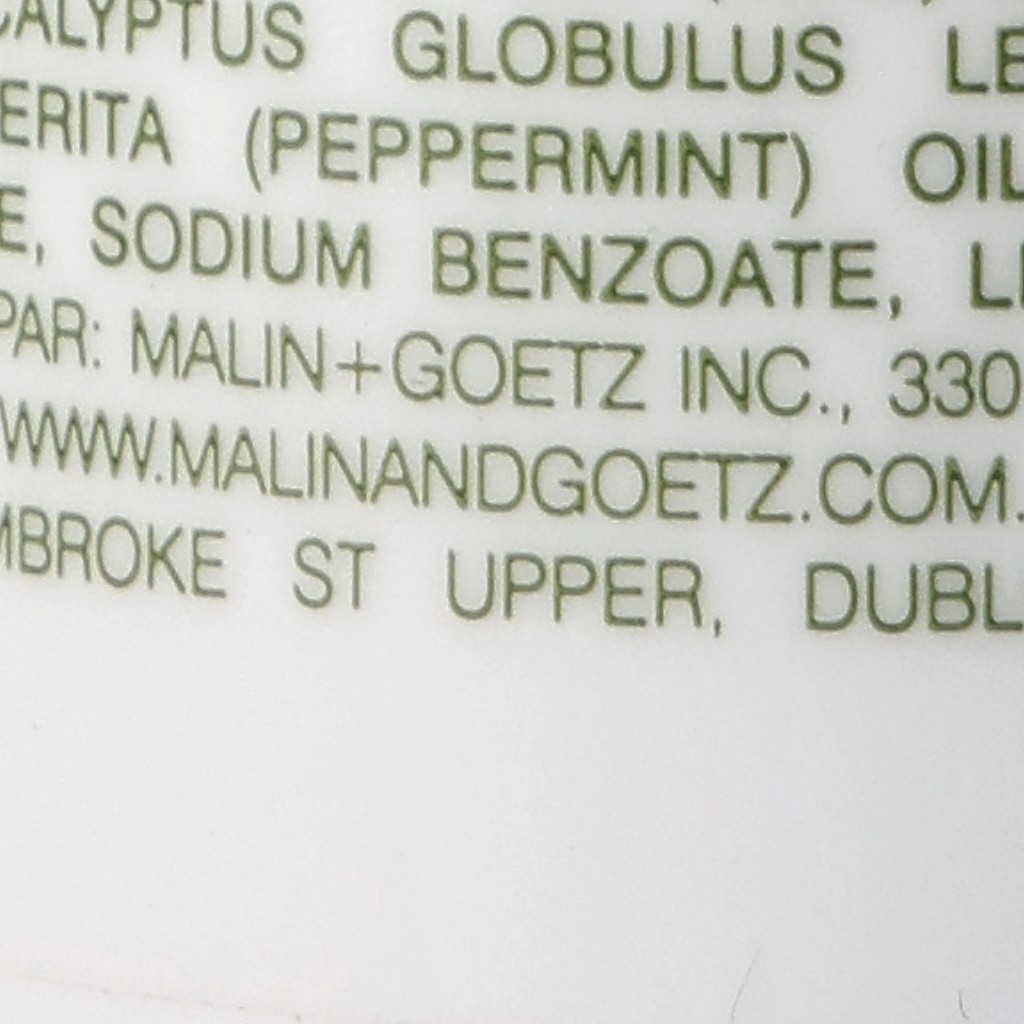 CALYPTUS GLOBULUS LE
ERITA (PEPPERMINT) OIL
E, SODIUM BENZOATE, LI
PAR: MALIN+GOETZ INC., 330
WWW.MALINANDGOETZ.COM.
MBROKE ST UPPER, DUBL